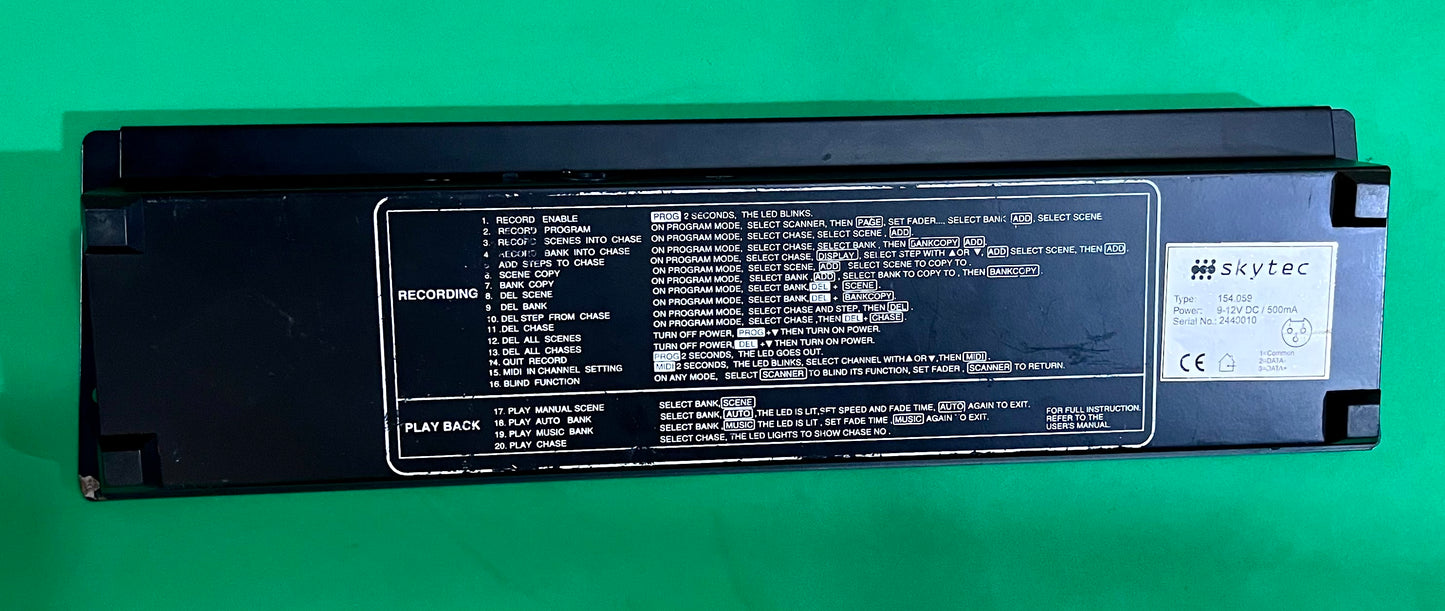 RECORDING
1. RECORD ENABLE PROG 2 SECONDS, THE LED BLINKS.
2. RECORD PROGRAM ON PROGRAM MODE, SELECT SCANNER, THEN PAGE, SET FADER...., SELECT BANK ADD, SELECT SCENE
3. RECORD SCENES INTO CHASE ON PROGRAM MODE, SELECT CHASE, SELECT SCENE, ADD.
4 RECORD BANK INTO CHASE ON PROGRAM MODE, SELECT CHASE, SELECT BANK, THEN BANKCOPY ADD.
5 ADD STEPS TO CHASE ON PROGRAM MODE, SELECT CHASE, DISPLAY, SELECT STEP WITH ▲ OR ▼, ADD SELECT SCENE, THEN ADD.
6. SCENE COPY ON PROGRAM MODE, SELECT SCENE, ADD SELECT SCENE TO COPY TO.
7. BANK COPY ON PROGRAM MODE, SELECT BANK, ADD, SELECT BANK TO COPY TO, THEN BANKCOPY.
8. DEL SCENE ON PROGRAM MODE, SELECT BANK, DEL + SCENE.
9 DEL BANK ON PROGRAM MODE, SELECT BANK, DEL + BANKCOPY.
10. DEL STEP FROM CHASE ON PROGRAM MODE, SELECT CHASE AND STEP, THEN DEL.
11. DEL CHASE ON PROGRAM MODE, SELECT CHASE, THEN DEL+CHASE.
12. DEL ALL SCENES TURN OFF POWER, PROG +▼ THEN TURN ON POWER.
13. DEL ALL CHASES TURN OFF POWER, DEL +▼ THEN TURN ON POWER.
14. QUIT RECORD PROG 2 SECONDS, THE LED GOES OUT.
15. MIDI IN CHANNEL SETTING MIDI 2 SECONDS, THE LED BLINKS, SELECT CHANNEL WITH ▲ OR ▼, THEN MIDI.
16. BLIND FUNCTION ON ANY MODE, SELECT SCANNER TO BLIND ITS FUNCTION, SET FADER, SCANNER TO RETURN.
PLAY BACK
17. PLAY MANUAL SCENE SELECT BANK, SCENE
18. PLAY AUTO BANK SELECT BANK, AUTO, THE LED IS LIT, SET SPEED AND FADE TIME, AUTO AGAIN TO EXIT.
19. PLAY MUSIC BANK SELECT BANK, MUSIC THE LED IS LIT, SET FADE TIME, MUSIC AGAIN TO EXIT.
20. PLAY CHASE SELECT CHASE, THE LED LIGHTS TO SHOW CHASE NO.
FOR FULL INSTRUCTION.
REFER TO THE
USER'S MANUAL
skytec
Type: 154.059
Power: 9-12V DC / 500mA
Serial No.: 2440010
CE
1=Common
2=DATA-
3=DATA+